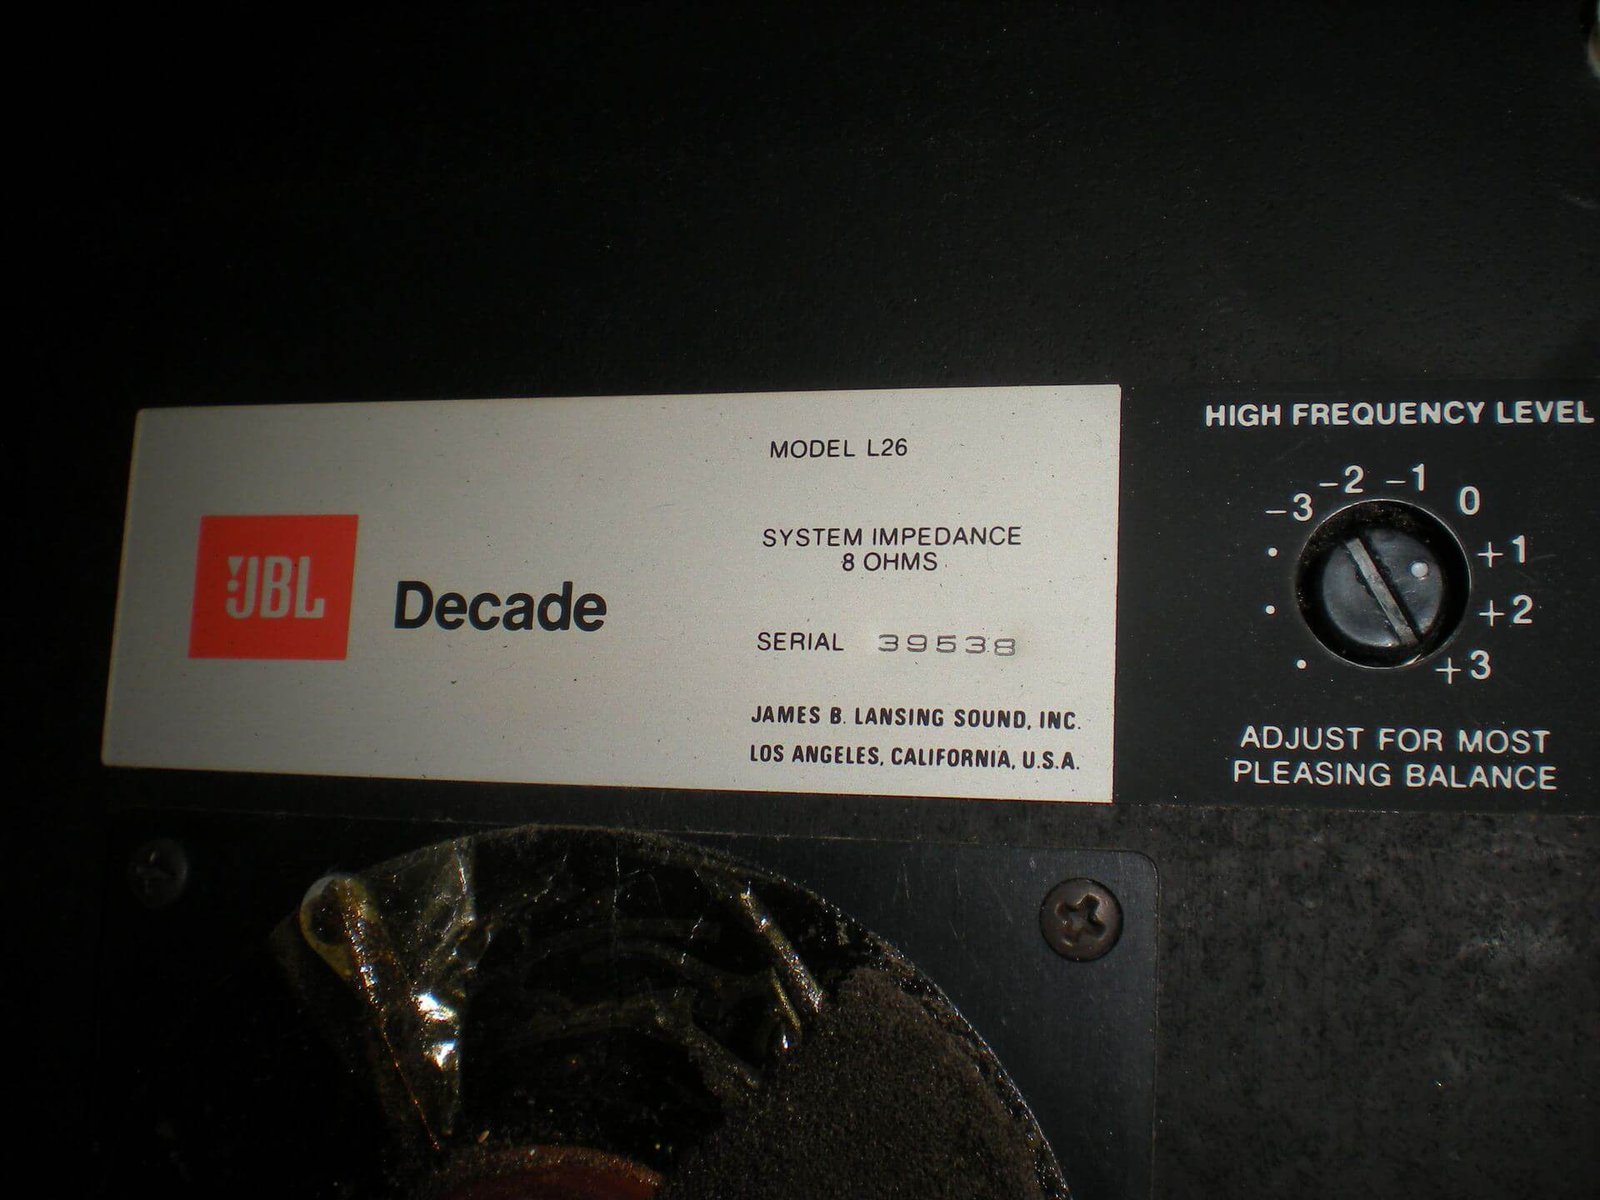 MODEL L26
SYSTEM IMPEDANCE
8 OHMS
JBL
Decade
SERIAL 39538
JAMES B. LANSING SOUND, INC.
LOS ANGELES, CALIFORNIA, U.S.A.
HIGH FREQUENCY LEVEL
-3 -2 -1 0
+1
+2
+3
ADJUST FOR MOST
PLEASING BALANCE